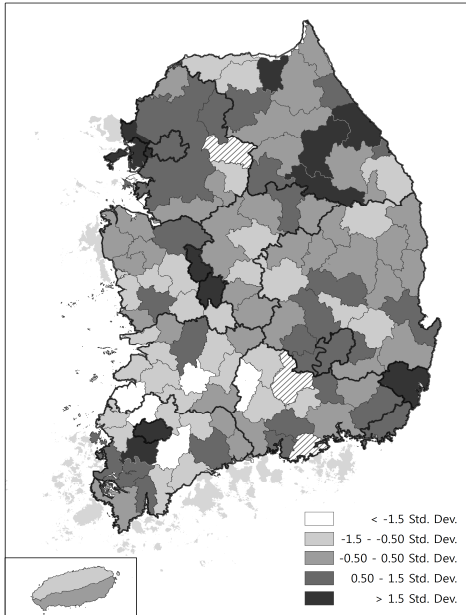 < -1.5 Std. Dev.
-1.5 - -0.50 Std. Dev.
-0.50 - 0.50 Std. Dev.
0.50 - 1.5 Std. Dev.
> 1.5 Std. Dev.